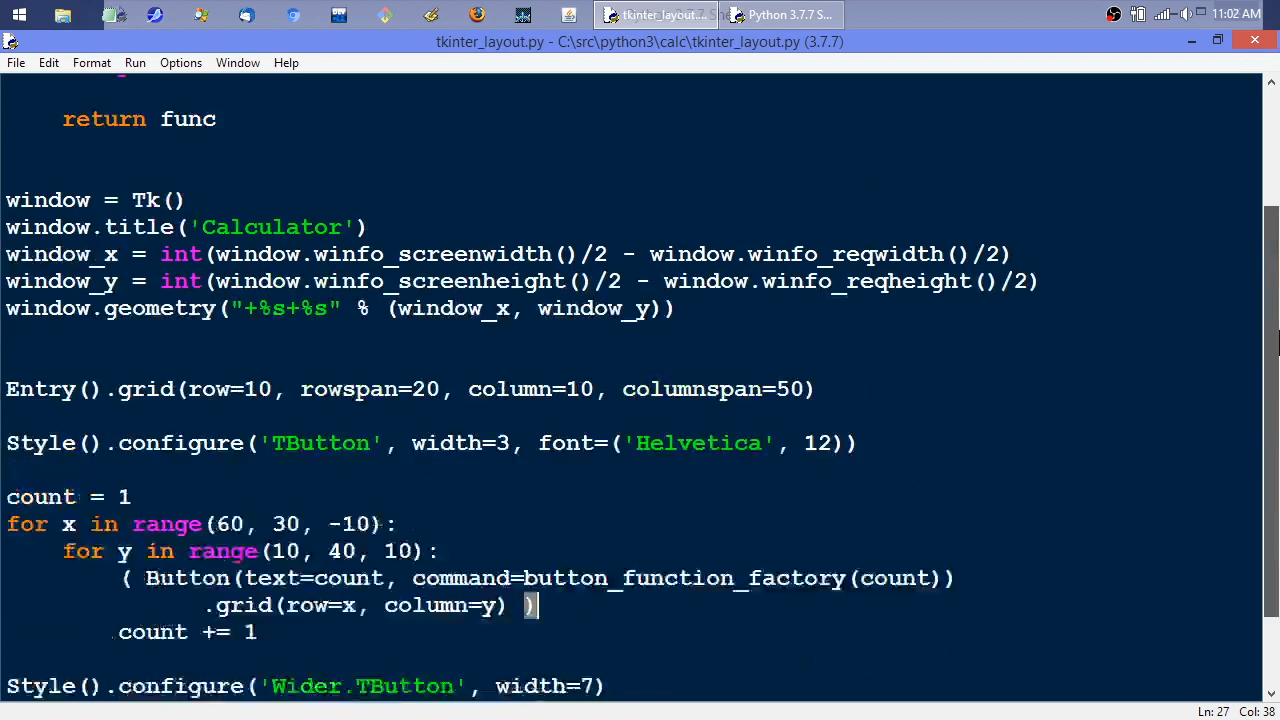 tkinter_layout....
Python 3.7.7 S...
11:02 AM
tkinter_layout.py - C:\src\python3\calc\tkinter_layout.py (3.7.7)
File Edit Format Run Options Window Help
    return func
window = Tk()
window.title('Calculator')
window_x = int(window.winfo_screenwidth()/2 - window.winfo_reqwidth()/2)
window_y = int(window.winfo_screenheight()/2 - window.winfo_reqheight()/2)
window.geometry("+%s+%s" % (window_x, window_y))
Entry().grid(row=10, rowspan=20, column=10, columnspan=50)
Style().configure('TButton', width=3, font=('Helvetica', 12))
count = 1
for x in range(60, 30, -10):
    for y in range(10, 40, 10):
        ( Button(text=count, command=button_function_factory(count))
              .grid(row=x, column=y) )
        count += 1
Style().configure('Wider.TButton', width=7)
Ln: 27 Col: 38